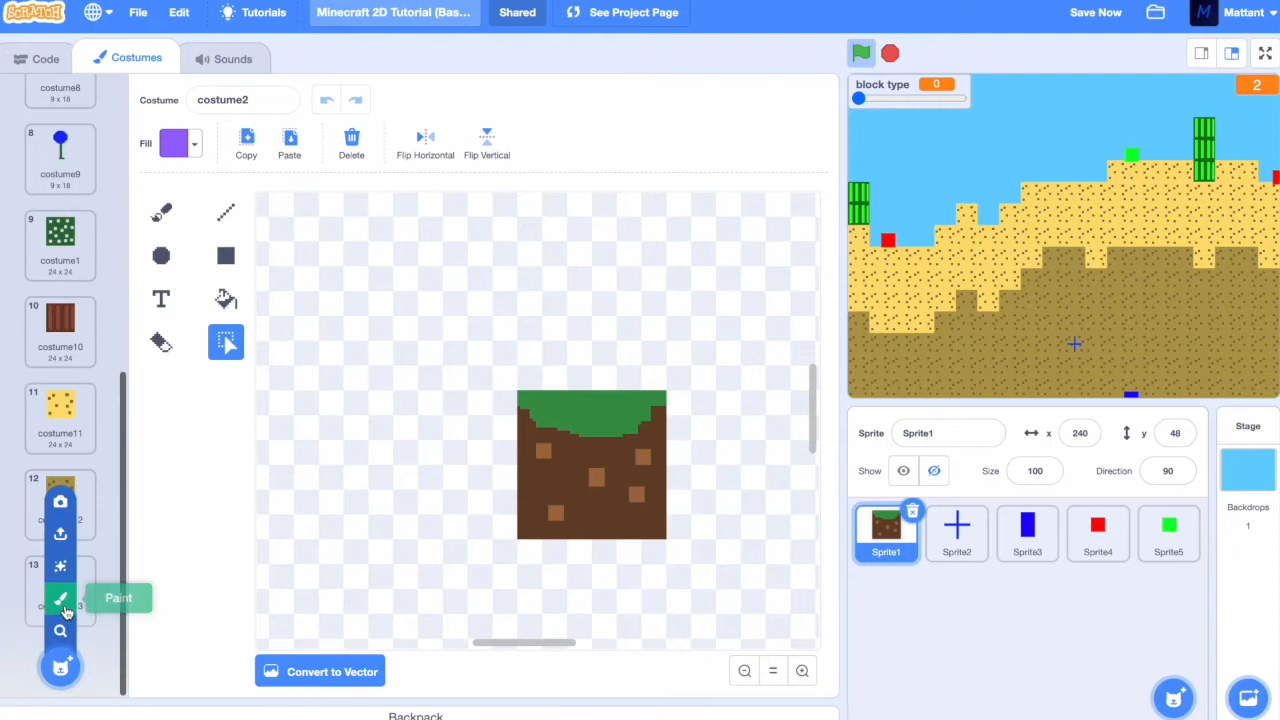 SCRATCH
File
Edit
Tutorials
Minecraft 2D Tutorial (Bas...
Shared
See Project Page
Save Now
Mattant
Code
Costumes
Sounds
costume8
9 x 18
8
costume9
9 x 18
9
costume1
24 x 24
10
costume10
24 x 24
11
costume11
24 x 24
12
13
Paint
Costume
costume2
Fill
Copy
Paste
Delete
Flip Horizontal
Flip Vertical
T
Convert to Vector
Backpack
block type
0
2
Sprite
Sprite1
x
240
y
48
Show
Size
100
Direction
90
Sprite1
Sprite2
Sprite3
Sprite4
Sprite5
Stage
Backdrops
1